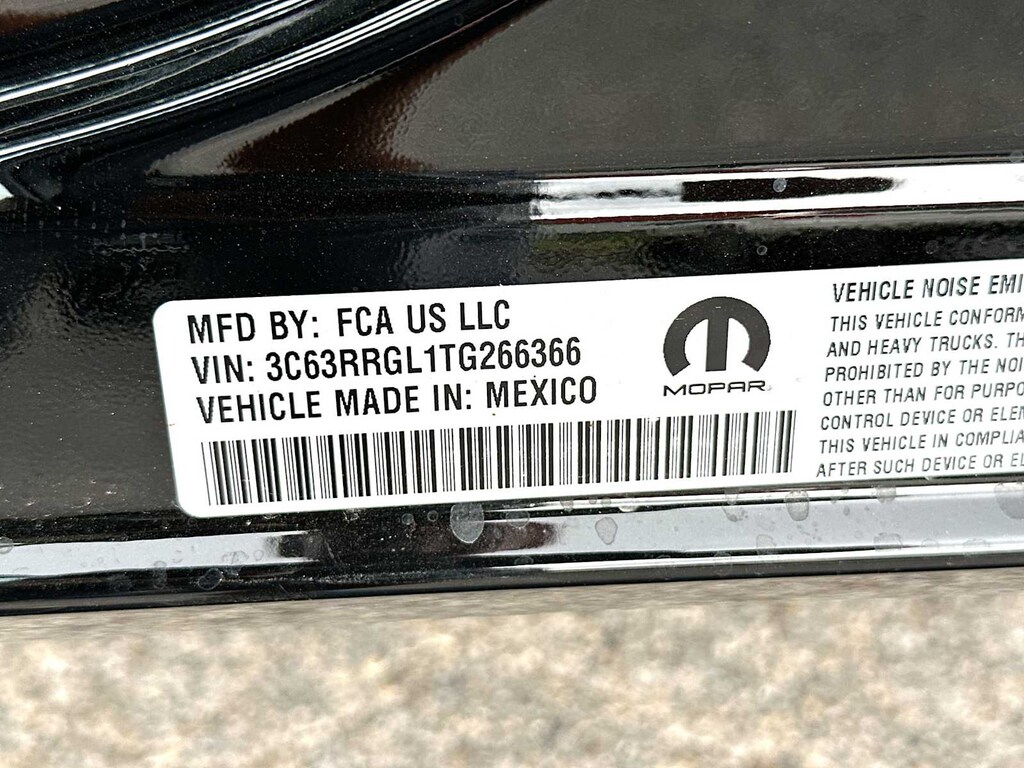 MFD BY: FCA US LLC
VIN: 3C63RRGL1TG266366
VEHICLE MADE IN: MEXICO
MOPAR
VEHICLE NOISE EMI
THIS VEHICLE CONFORM
AND HEAVY TRUCKS. TH
PROHIBITED BY THE NOI
OTHER THAN FOR PURPO
CONTROL DEVICE OR ELEM
THIS VEHICLE IN COMPLIA
AFTER SUCH DEVICE OR EL